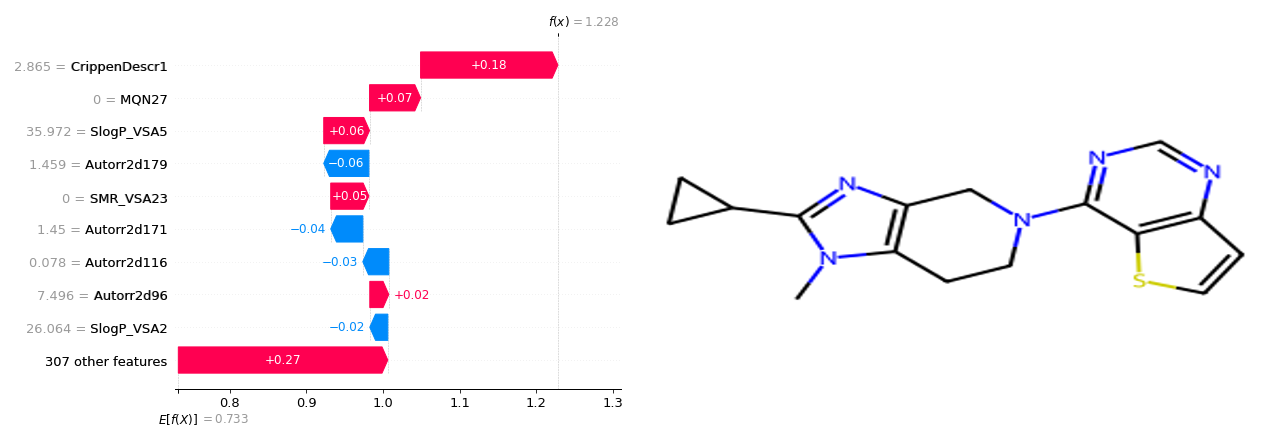 f(x) = 1.228
2.865 = CrippenDescr1
+0.18
0 = MQN27
+0.07
35.972 = SlogP_VSA5
+0.06
1.459 = Autorr2d179
−0.06
0 = SMR_VSA23
+0.05
1.45 = Autorr2d171
−0.04
0.078 = Autorr2d116
−0.03
7.496 = Autorr2d96
+0.02
26.064 = SlogP_VSA2
−0.02
307 other features
+0.27
0.8 0.9 1.0 1.1 1.2 1.3
E[f(X)] = 0.733
N
N
N
N
N
S